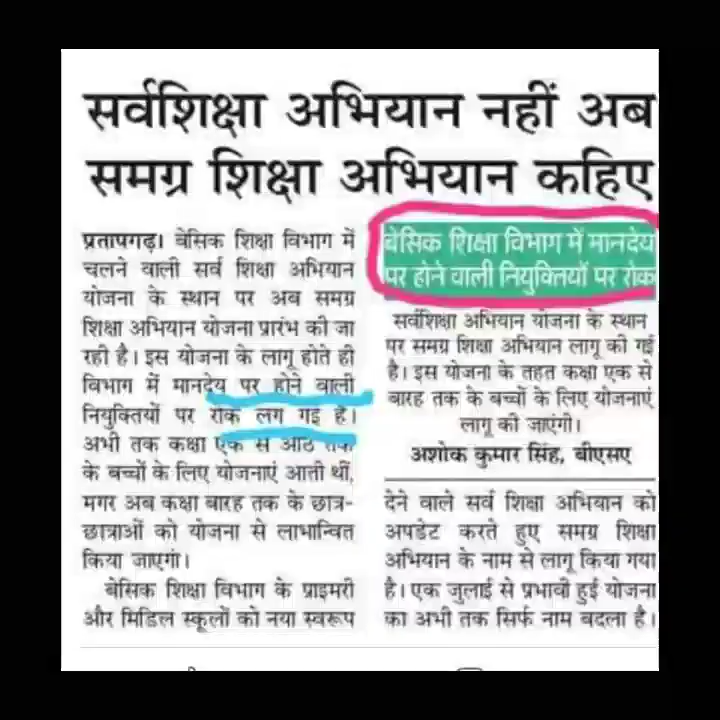 सर्वशिक्षा अभियान नहीं अब
समग्र शिक्षा अभियान कहिए
प्रतापगढ़। बेसिक शिक्षा विभाग में
चलने वाली सर्व शिक्षा अभियान
योजना के स्थान पर अब समग्र
शिक्षा अभियान योजना प्रारंभ की जा
रही है। इस योजना के लागू होते ही
विभाग में मानदेय पर होने वाली
नियुक्तियों पर रोक लग गई है।
अभी तक कक्षा एक से आठ तक
के बच्चों के लिए योजनाएं आती थीं,
मगर अब कक्षा बारह तक के छात्र-
छात्राओं को योजना से लाभान्वित
किया जाएगा।
बेसिक शिक्षा विभाग के प्राइमरी
और मिडिल स्कूलों को नया स्वरूप
बेसिक शिक्षा विभाग में मानदेय
पर होने वाली नियुक्तियों पर रोक
सर्वशिक्षा अभियान योजना के स्थान
पर समग्र शिक्षा अभियान लागू की गई
है। इस योजना के तहत कक्षा एक से
बारह तक के बच्चों के लिए योजनाएं
लागू की जाएंगी।
अशोक कुमार सिंह, बीएसए
देने वाले सर्व शिक्षा अभियान को
अपडेट करते हुए समग्र शिक्षा
अभियान के नाम से लागू किया गया
है। एक जुलाई से प्रभावी हुई योजना
का अभी तक सिर्फ नाम बदला है।